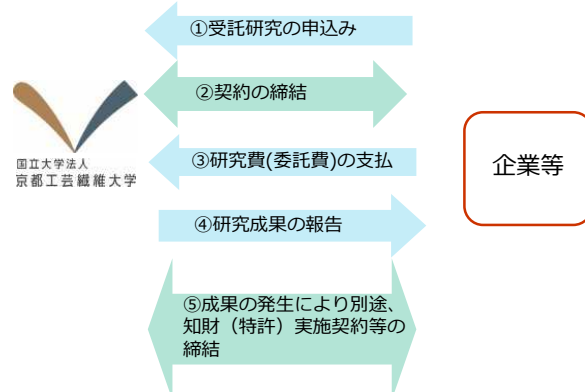 ①受託研究の申込み
②契約の締結
国立大学法人
京都工芸繊維大学
③研究費(委託費)の支払
企業等
④研究成果の報告
⑤成果の発生により別途、
知財（特許）実施契約等の
締結